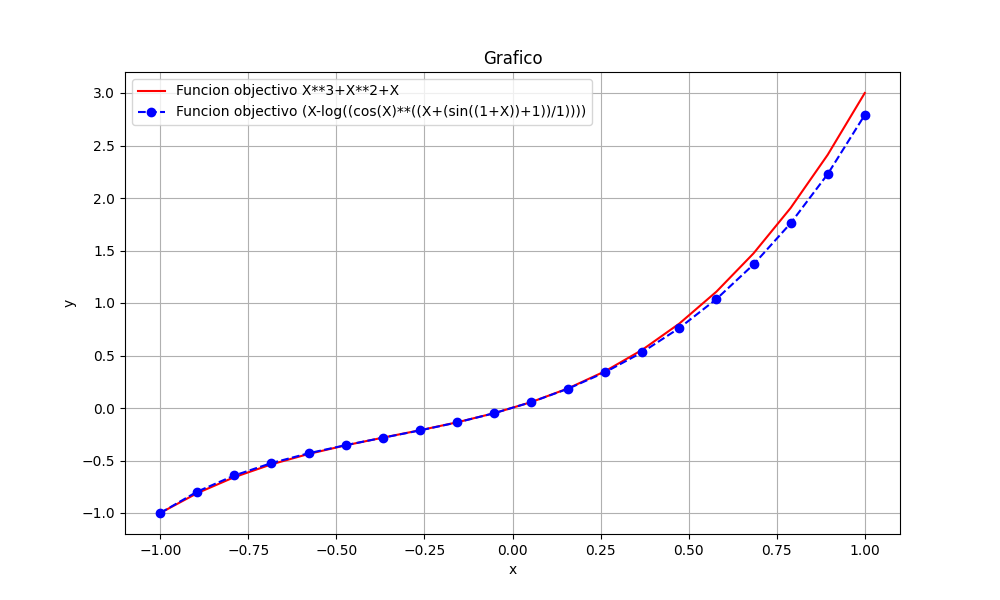 Grafico
Funcion objectivo X**3+X**2+X
Funcion objectivo (X-log((cos(X)**((X+(sin((1+X))+1))/1))))
3.0
2.5
2.0
1.5
1.0
0.5
0.0
−0.5
−1.0
y
−1.00 −0.75 −0.50 −0.25 0.00 0.25 0.50 0.75 1.00
x